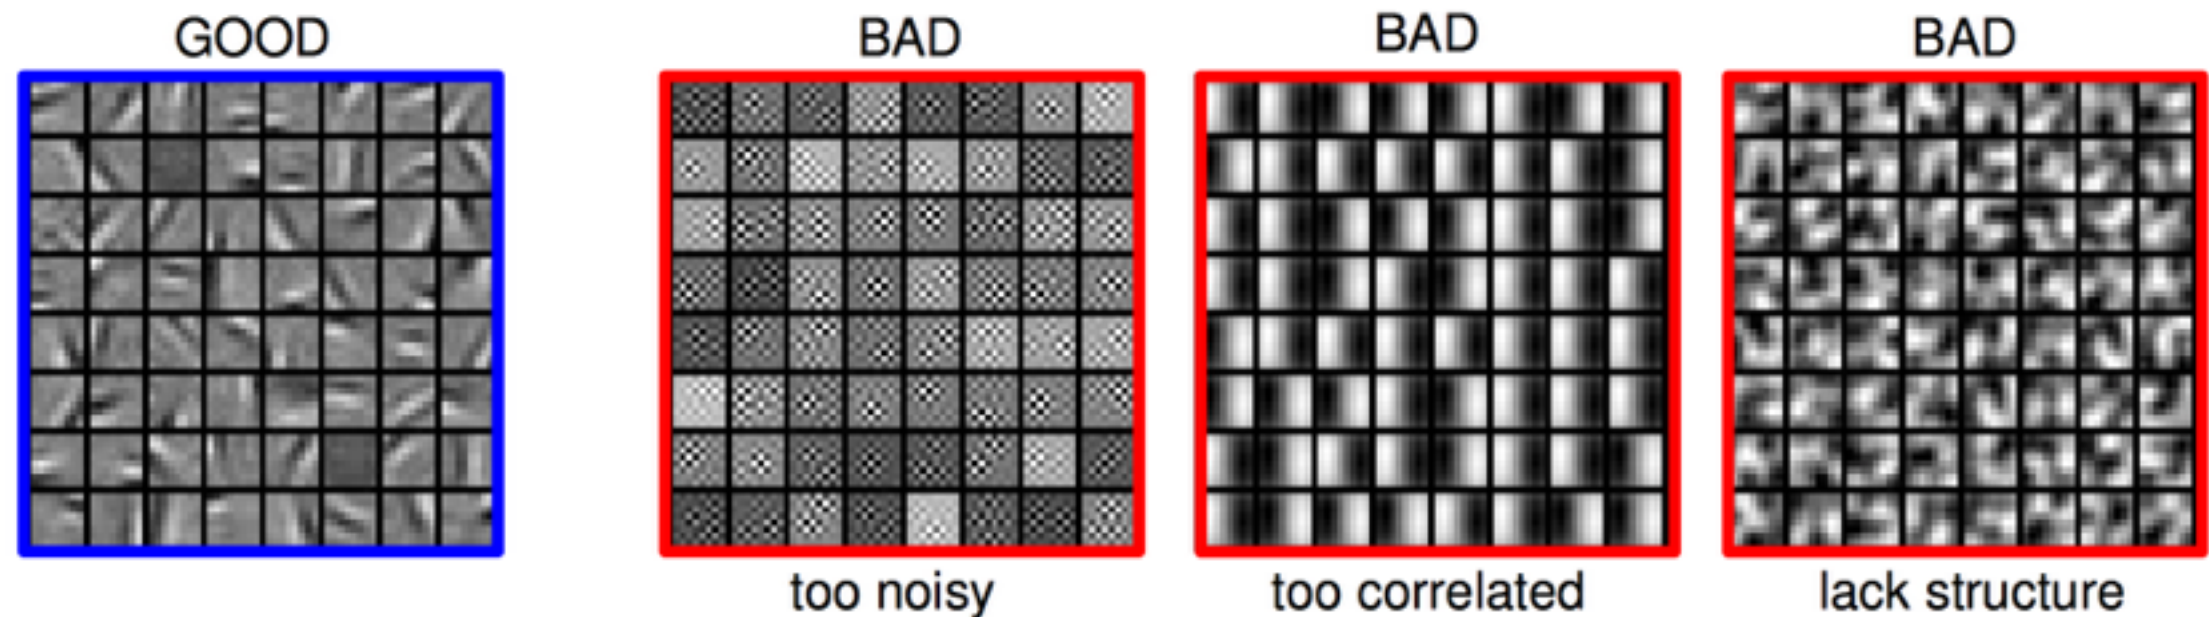 GOOD
BAD
BAD
BAD
too noisy
too correlated
lack structure